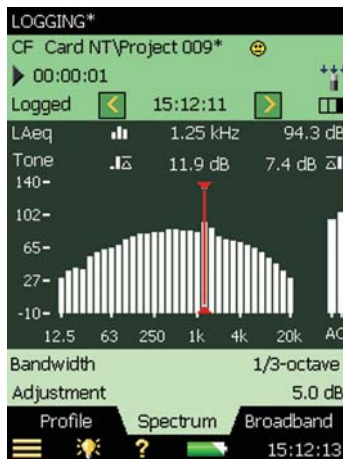 LOGGING*
CF Card NT\Project 009*
00:00:01
Logged < 15:12:11 >
LAeq 1.25 kHz 94.3 dB
Tone 11.9 dB 7.4 dB
140-
102-
65-
27-
-10-
12.5 63 250 1k 4k 20k AC
Bandwidth 1/3-octave
Adjustment 5.0 dB
Profile Spectrum Broadband
? 15:12:13